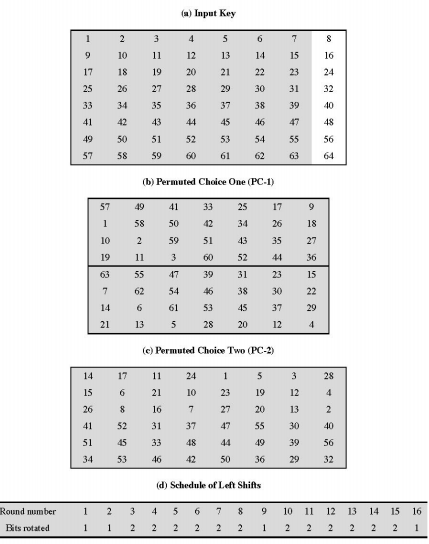 (a) Input Key
1 2 3 4 5 6 7 8
9 10 11 12 13 14 15 16
17 18 19 20 21 22 23 24
25 26 27 28 29 30 31 32
33 34 35 36 37 38 39 40
41 42 43 44 45 46 47 48
49 50 51 52 53 54 55 56
57 58 59 60 61 62 63 64
(b) Permuted Choice One (PC-1)
57 49 41 33 25 17 9
1 58 50 42 34 26 18
10 2 59 51 43 35 27
19 11 3 60 52 44 36
63 55 47 39 31 23 15
7 62 54 46 38 30 22
14 6 61 53 45 37 29
21 13 5 28 20 12 4
(c) Permuted Choice Two (PC-2)
14 17 11 24 1 5 3 28
15 6 21 10 23 19 12 4
26 8 16 7 27 20 13 2
41 52 31 37 47 55 30 40
51 45 33 48 44 49 39 56
34 53 46 42 50 36 29 32
(d) Schedule of Left Shifts
Round number 1 2 3 4 5 6 7 8 9 10 11 12 13 14 15 16
Bits rotated 1 1 2 2 2 2 2 2 1 2 2 2 2 2 2 1